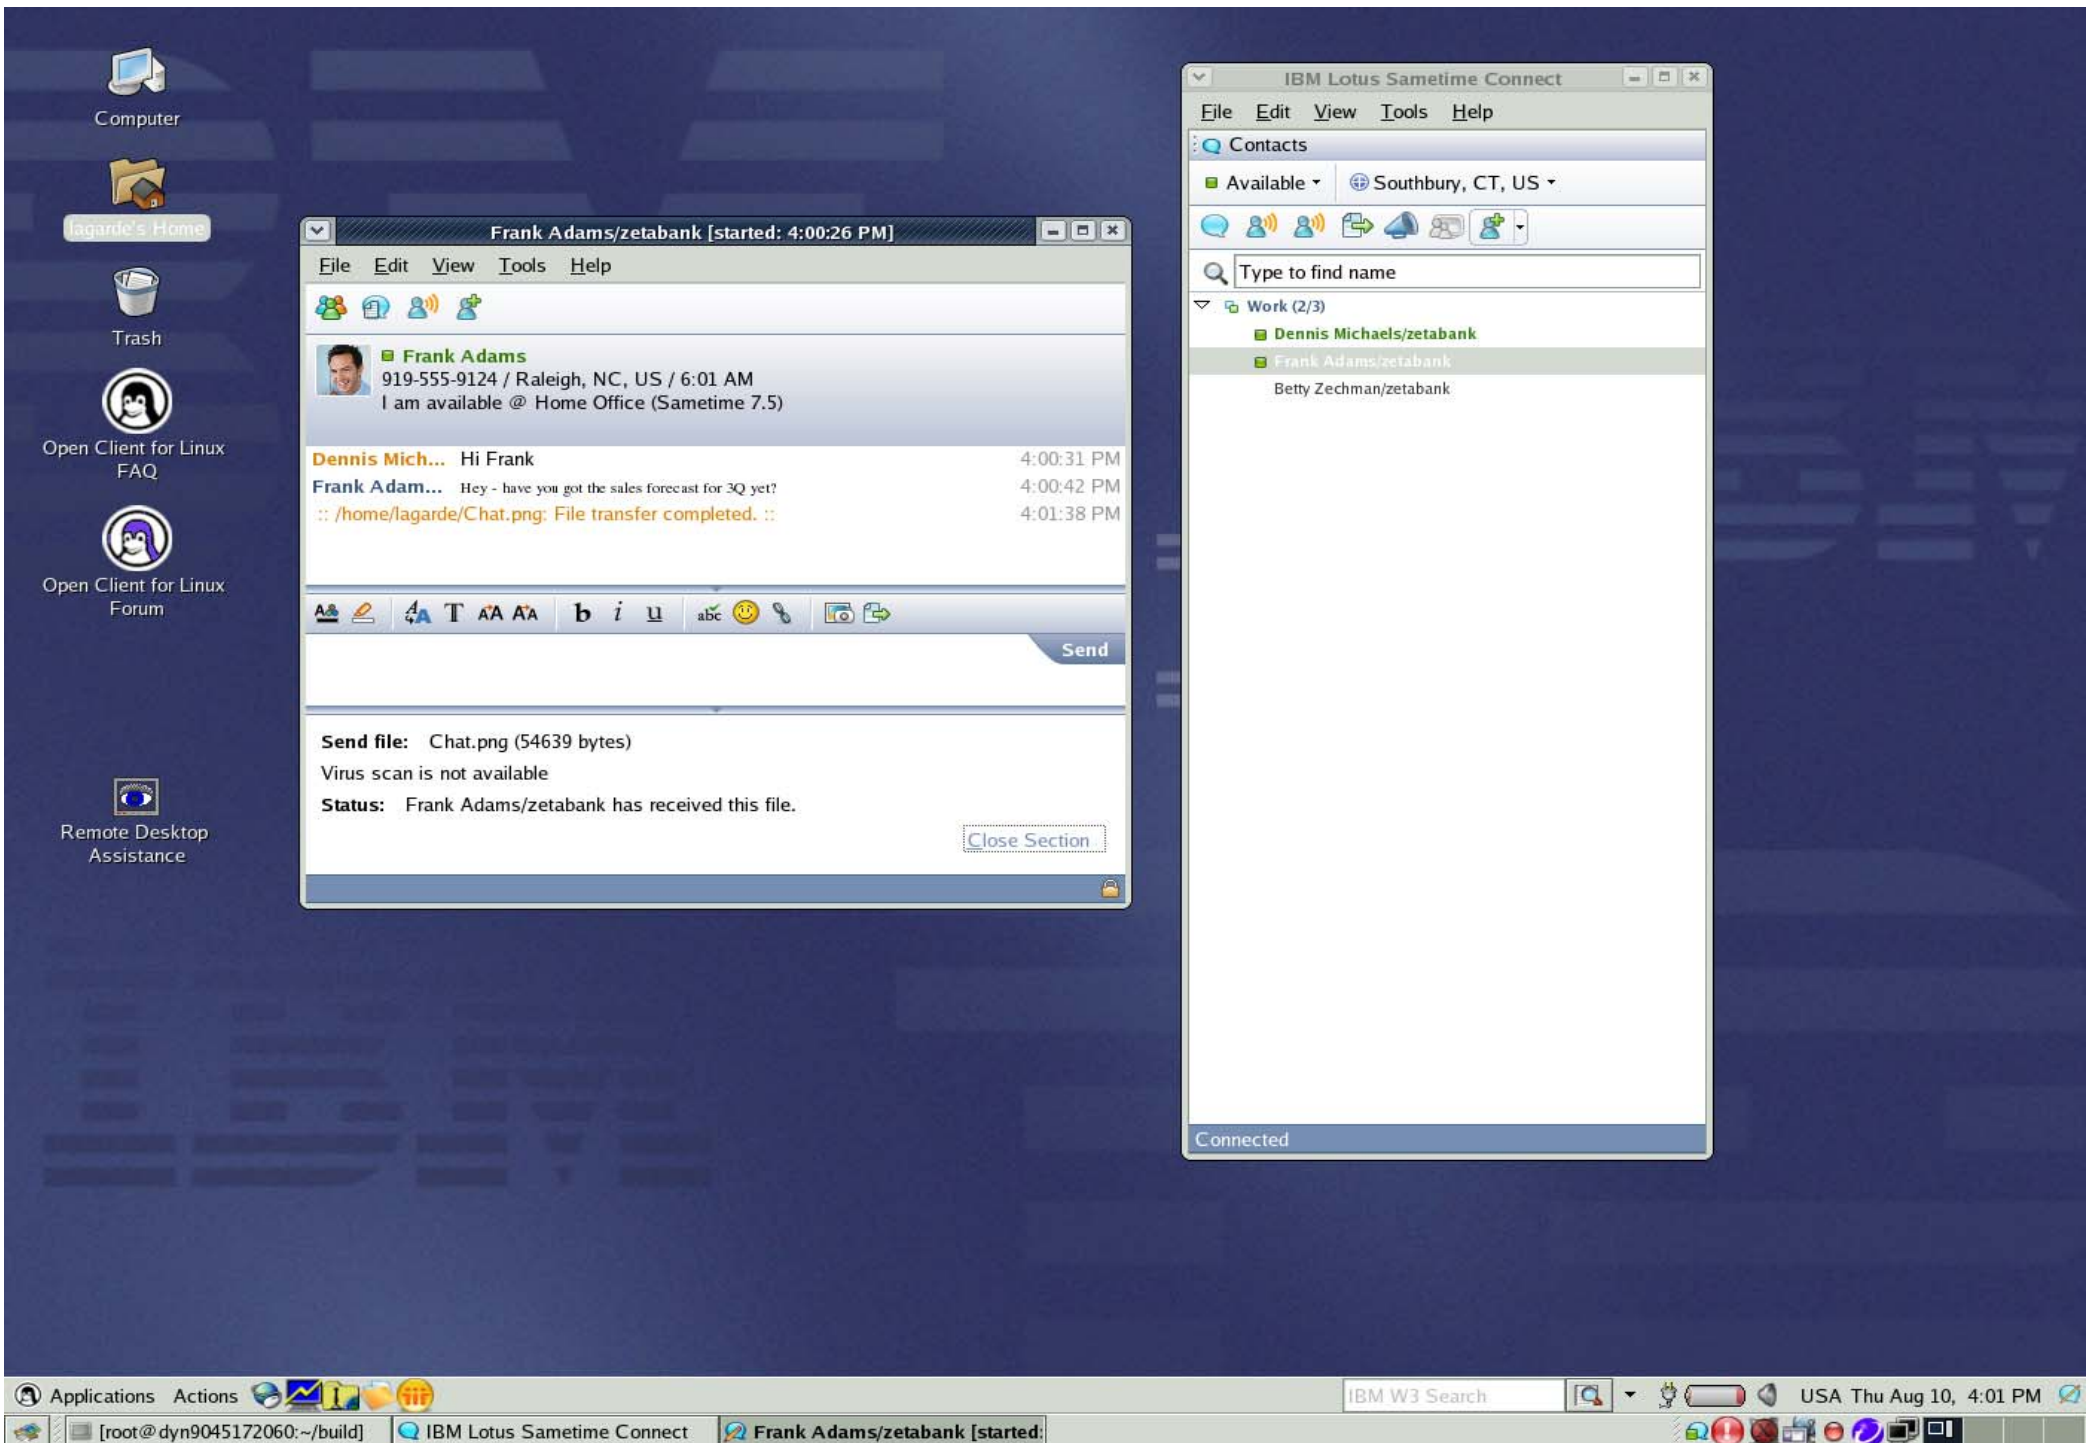 Computer
lagarde's Home
Trash
Open Client for Linux
FAQ
Open Client for Linux
Forum
Remote Desktop
Assistance
Frank Adams/zetabank [started: 4:00:26 PM]
File Edit View Tools Help
Frank Adams
919-555-9124 / Raleigh, NC, US / 6:01 AM
I am available @ Home Office (Sametime 7.5)
Dennis Mich... Hi Frank 4:00:31 PM
Frank Adam... Hey - have you got the sales forecast for 3Q yet? 4:00:42 PM
:: /home/lagarde/Chat.png: File transfer completed. :: 4:01:38 PM
b i u abc
Send
Send file: Chat.png (54639 bytes)
Virus scan is not available
Status: Frank Adams/zetabank has received this file.
Close Section
IBM Lotus Sametime Connect
File Edit View Tools Help
Contacts
Available Southbury, CT, US
Type to find name
Work (2/3)
Dennis Michaels/zetabank
Frank Adams/zetabank
Betty Zechman/zetabank
Connected
Applications Actions IBM W3 Search USA Thu Aug 10, 4:01 PM
[root@dyn9045172060:~/build] IBM Lotus Sametime Connect Frank Adams/zetabank [started: